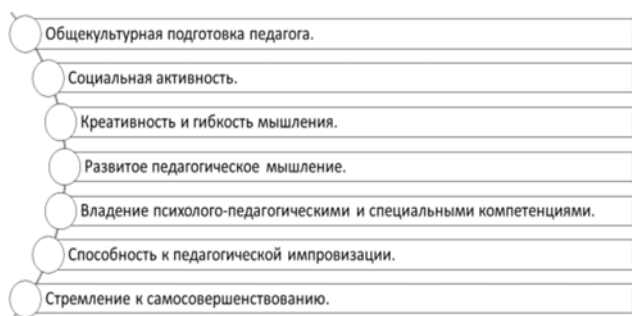 Общекультурная подготовка педагога.
Социальная активность.
Креативность и гибкость мышления.
Развитое педагогическое мышление.
Владение психолого-педагогическими и специальными компетенциями.
Способность к педагогической импровизации.
Стремление к самосовершенствованию.